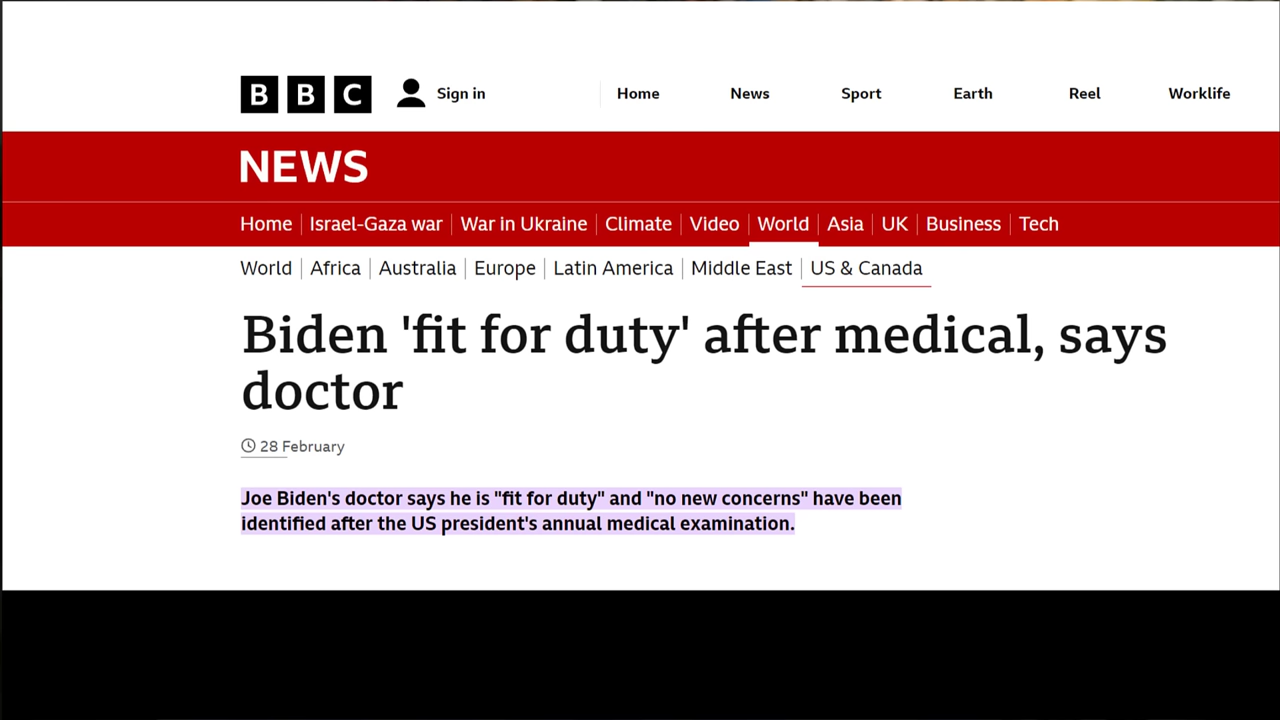 BBC Sign in Home News Sport Earth Reel Worklife
NEWS
Home Israel-Gaza war War in Ukraine Climate Video World Asia UK Business Tech
World Africa Australia Europe Latin America Middle East US & Canada
Biden 'fit for duty' after medical, says
doctor
28 February
Joe Biden's doctor says he is "fit for duty" and "no new concerns" have been
identified after the US president's annual medical examination.